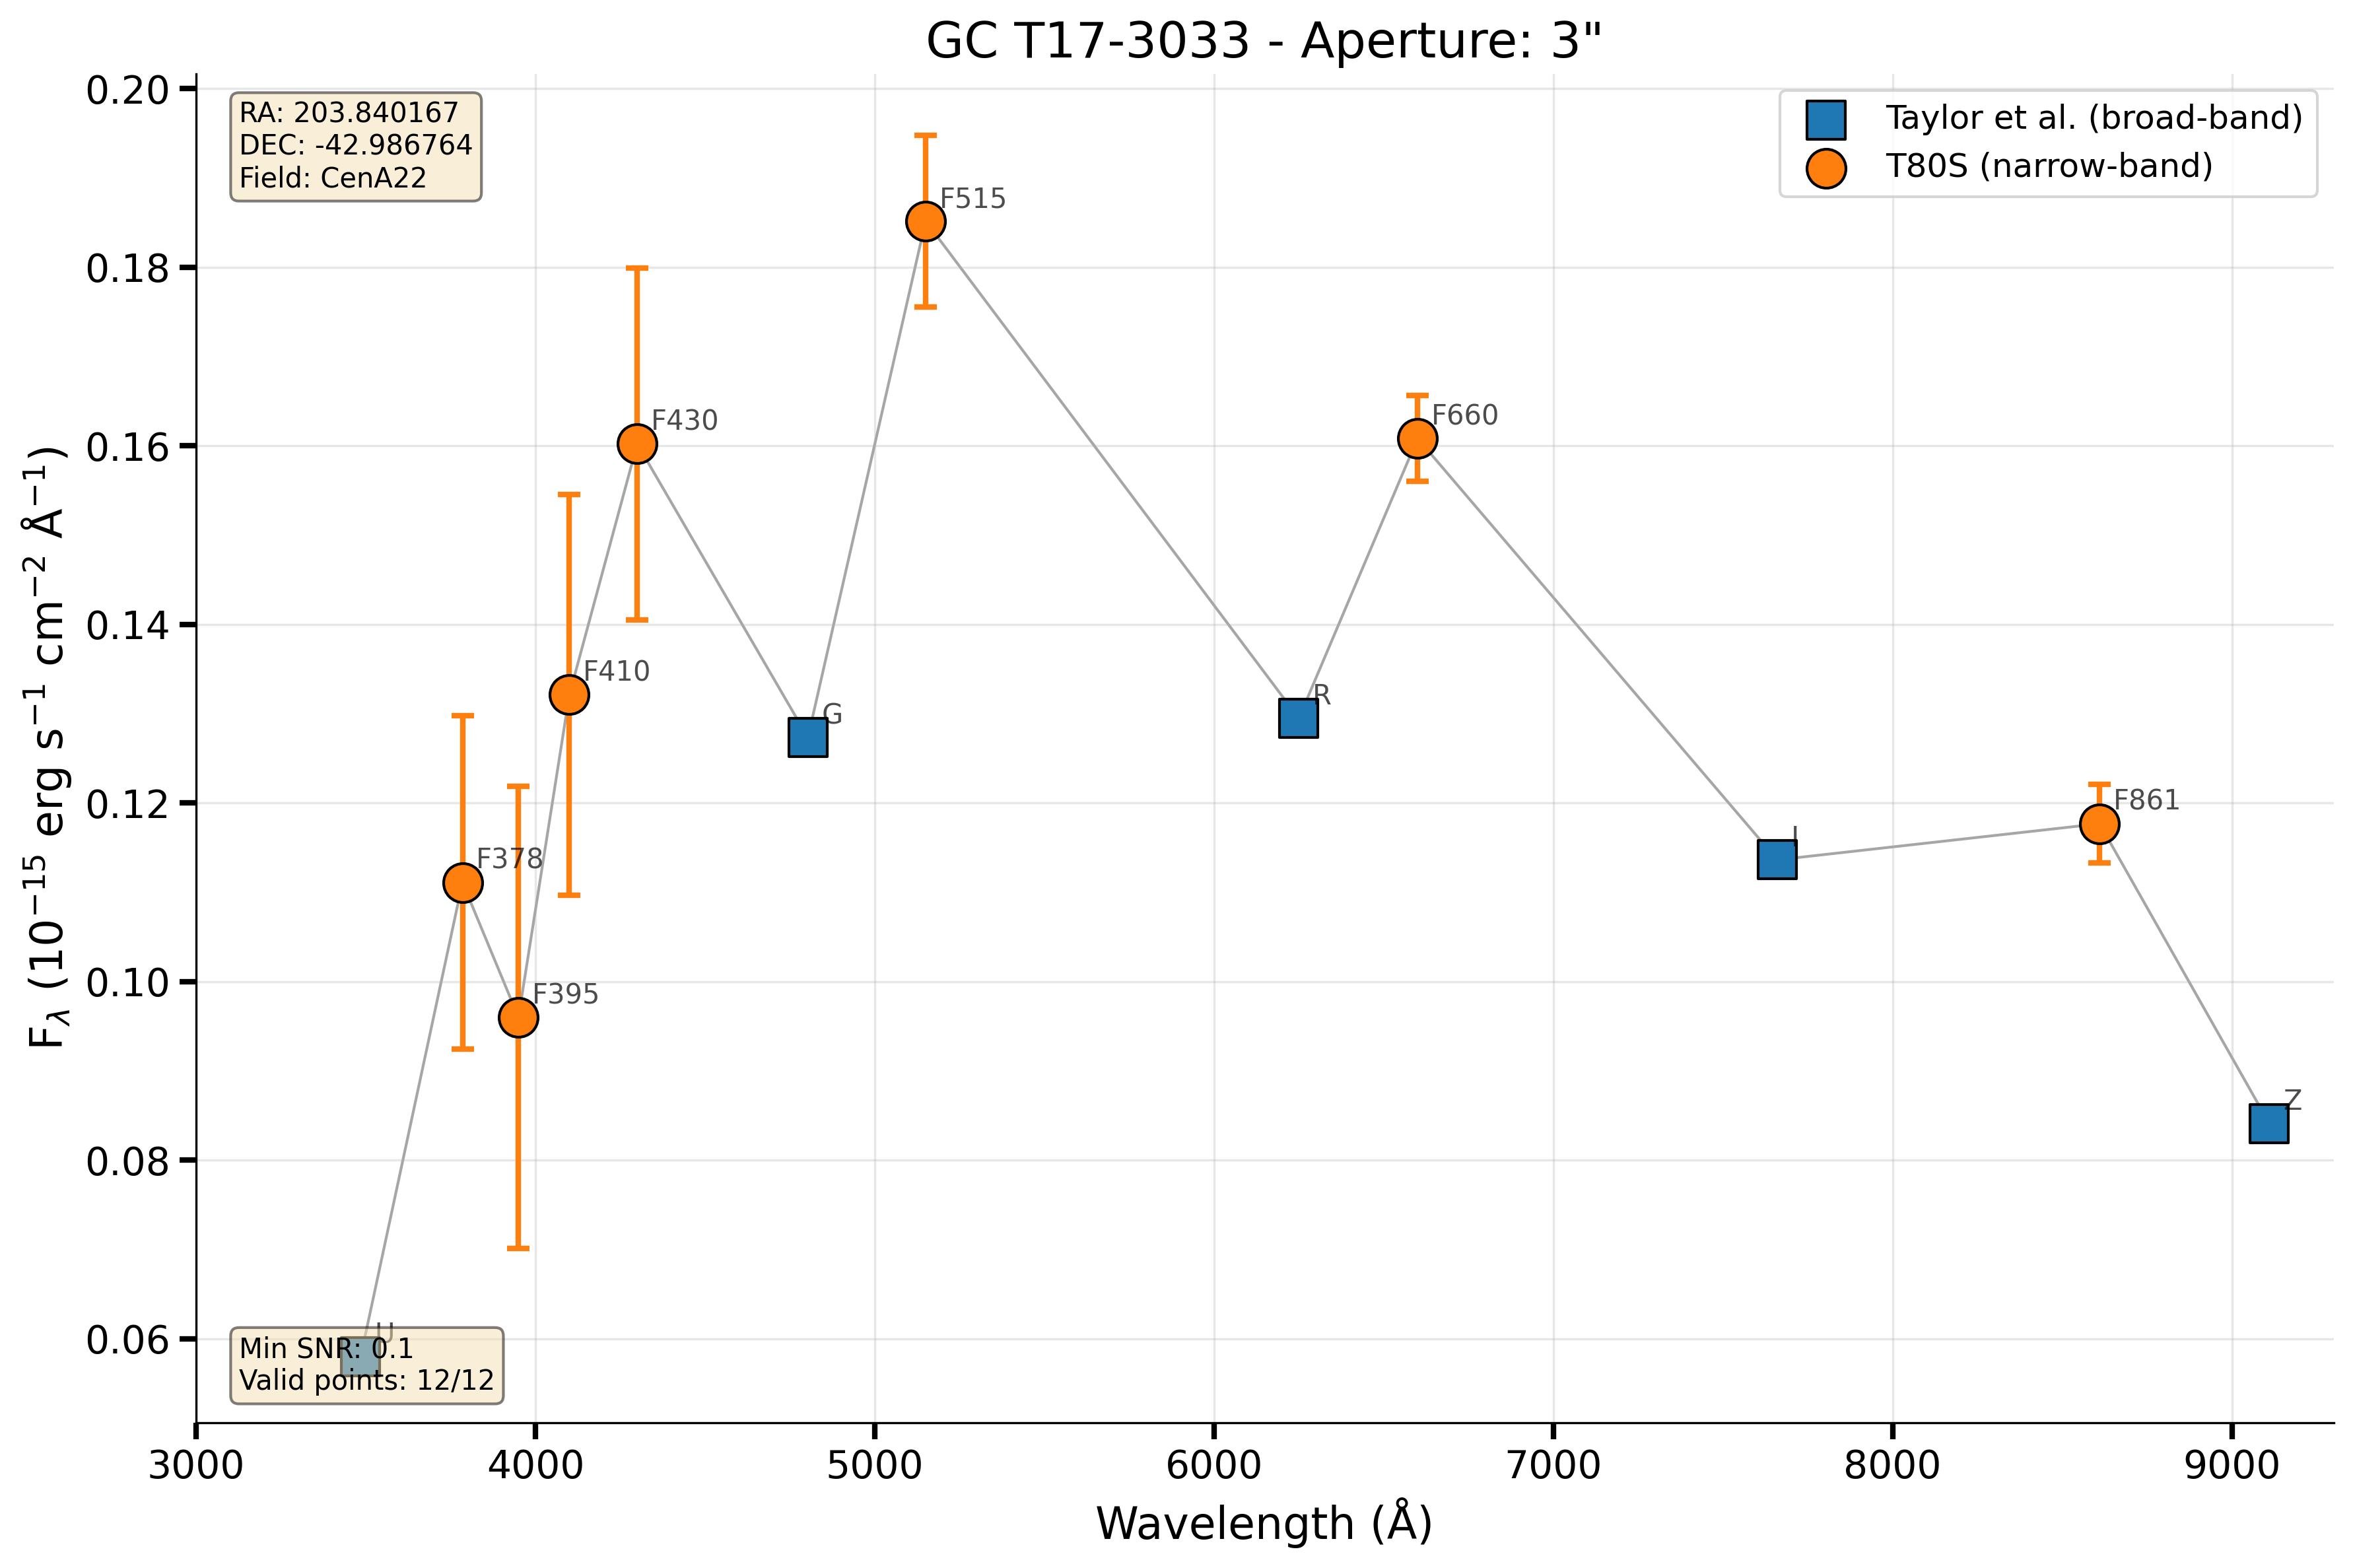 GC T17-3033 - Aperture: 3"
RA: 203.840167
DEC: -42.986764
Field: CenA22
Taylor et al. (broad-band)
T80S (narrow-band)
F515
F430
F660
F410
R
G
F378
I
F861
F395
Z
U
Min SNR: 0.1
Valid points: 12/12
0.20
0.18
0.16
0.14
0.12
0.10
0.08
0.06
F_λ (10⁻¹⁵ erg s⁻¹ cm⁻² Å⁻¹)
3000 4000 5000 6000 7000 8000 9000
Wavelength (Å)